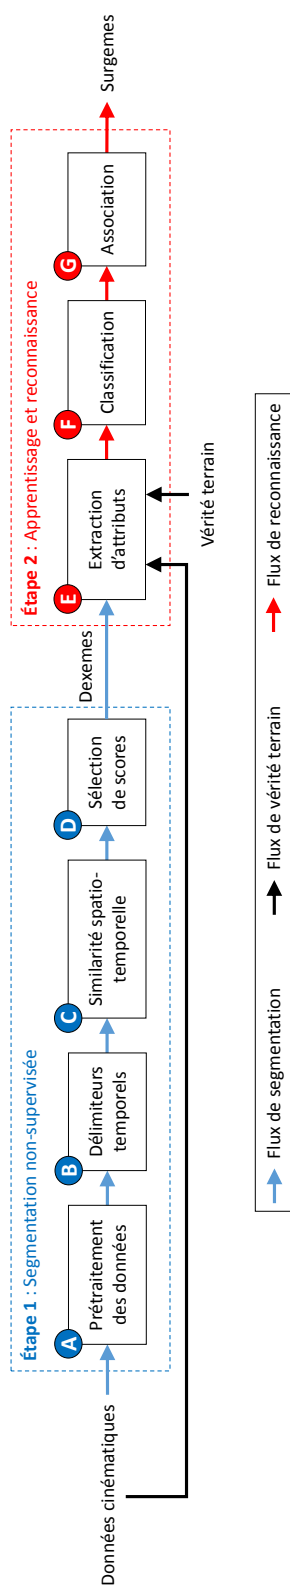 Étape 1 : Segmentation non-supervisée
Étape 2 : Apprentissage et reconnaissance
Données cinématiques
A
Prétraitement
des données
B
Délimiteurs
temporels
C
Similarité spatio-
temporelle
D
Sélection
de scores
Dexemes
E
Extraction
d'attributs
F
Classification
G
Association
Surgemes
Vérité terrain
Flux de segmentation
Flux de vérité terrain
Flux de reconnaissance